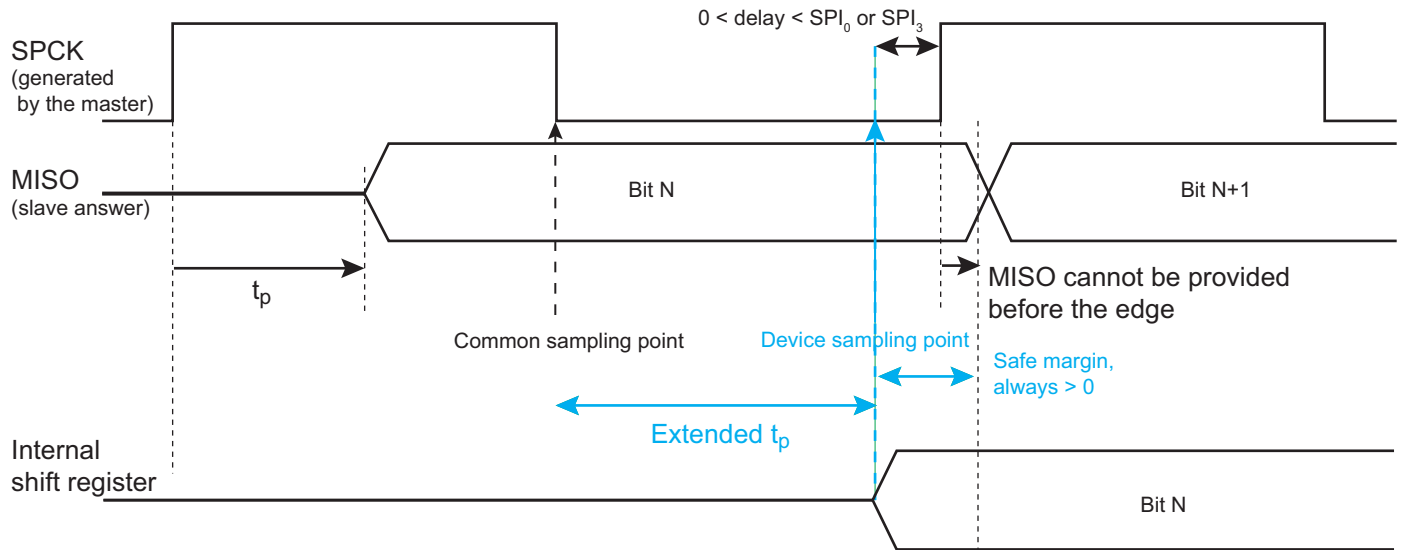 0 < delay < SPI0 or SPI3
SPCK
(generated
by the master)
MISO
(slave answer)
Bit N
Bit N+1
tp
MISO cannot be provided
before the edge
Common sampling point
Device sampling point
Safe margin,
always > 0
Extended tp
Internal
shift register
Bit N